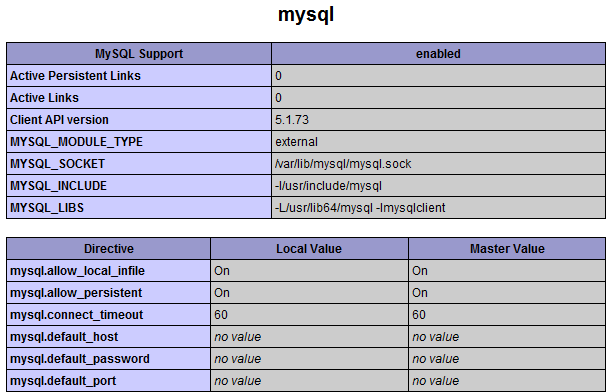 mysql
MySQL Support enabled
Active Persistent Links 0
Active Links 0
Client API version 5.1.73
MYSQL_MODULE_TYPE external
MYSQL_SOCKET /var/lib/mysql/mysql.sock
MYSQL_INCLUDE -I/usr/include/mysql
MYSQL_LIBS -L/usr/lib64/mysql -lmysqlclient
Directive Local Value Master Value
mysql.allow_local_infile On On
mysql.allow_persistent On On
mysql.connect_timeout 60 60
mysql.default_host no value no value
mysql.default_password no value no value
mysql.default_port no value no value